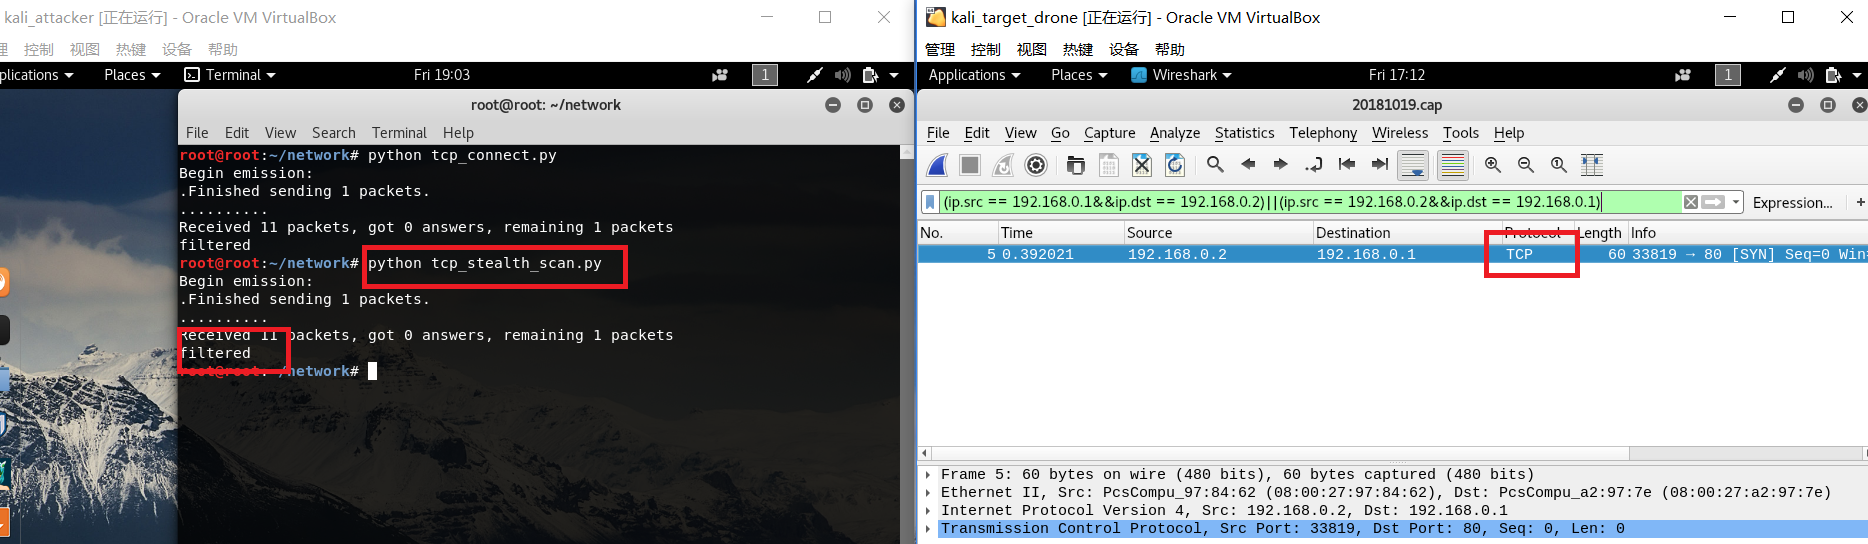 kali_attacker [正在运行] - Oracle VM VirtualBox
理 控制 视图 热键 设备 帮助
plications Places Terminal Fri 19:03 1
root@root: ~/network
File Edit View Search Terminal Help
root@root:~/network# python tcp_connect.py
Begin emission:
.Finished sending 1 packets.
..........
Received 11 packets, got 0 answers, remaining 1 packets
filtered
root@root:~/network# python tcp_stealth_scan.py
Begin emission:
.Finished sending 1 packets.
..........
Received 11 packets, got 0 answers, remaining 1 packets
filtered
root@root:~/network#
kali_target_drone [正在运行] - Oracle VM VirtualBox
管理 控制 视图 热键 设备 帮助
Applications Places Wireshark Fri 17:12 1
20181019.cap
File Edit View Go Capture Analyze Statistics Telephony Wireless Tools Help
(ip.src == 192.168.0.1&&ip.dst == 192.168.0.2)||(ip.src == 192.168.0.2&&ip.dst == 192.168.0.1) Expression... +
No. Time Source Destination Protocol Length Info
5 0.392021 192.168.0.2 192.168.0.1 TCP 60 33819 → 80 [SYN] Seq=0 Win=
Frame 5: 60 bytes on wire (480 bits), 60 bytes captured (480 bits)
Ethernet II, Src: PcsCompu_97:84:62 (08:00:27:97:84:62), Dst: PcsCompu_a2:97:7e (08:00:27:a2:97:7e)
Internet Protocol Version 4, Src: 192.168.0.2, Dst: 192.168.0.1
Transmission Control Protocol, Src Port: 33819, Dst Port: 80, Seq: 0, Len: 0